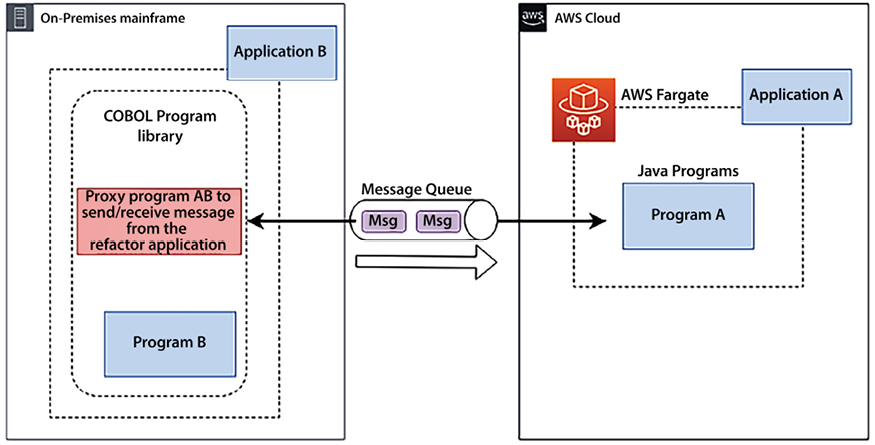 On-Premises mainframe
Application B
COBOL Program
library
Proxy program AB to
send/receive message
from the
refactor application
Program B
Message Queue
Msg Msg
aws AWS Cloud
AWS Fargate
Application A
Java Programs
Program A